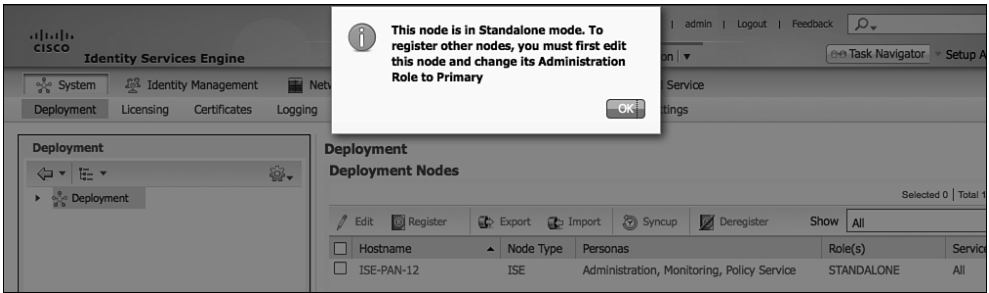 This node is in Standalone mode. To
register other nodes, you must first edit
this node and change its Administration
Role to Primary
OK
admin | Logout | Feedback
CISCO
Identity Services Engine
on
Task Navigator
Setup A
System Identity Management Netw Service
Deployment Licensing Certificates Logging ttings
Deployment
Deployment
Deployment
Deployment Nodes
Selected 0 | Total 1
Edit Register Export Import Syncup Deregister Show All
Hostname Node Type Personas Role(s) Service
ISE-PAN-12 ISE Administration, Monitoring, Policy Service STANDALONE All